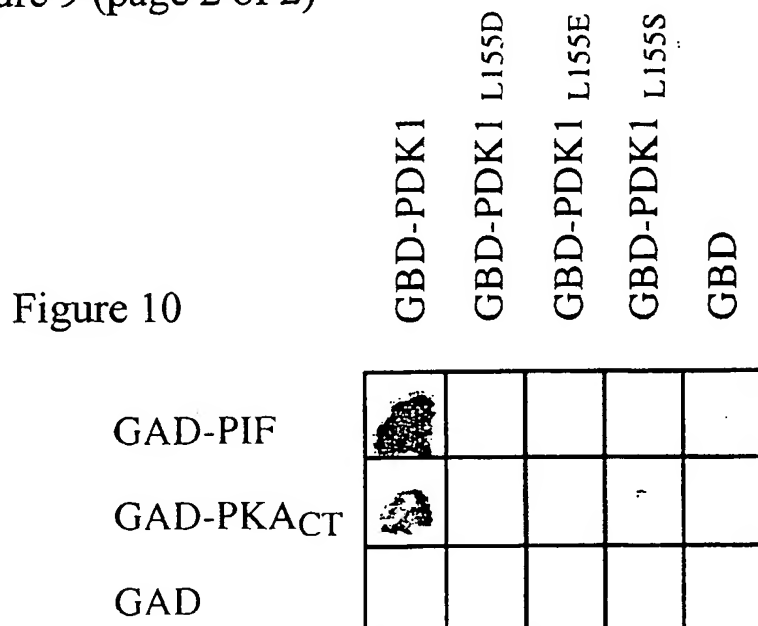 ure 9 (page 2 of 2)
GBD-PDK1
GBD-PDK1 L155D
GBD-PDK1 L155E
GBD-PDK1 L155S
GBD
Figure 10
GAD-PIF
GAD-PKACT
GAD